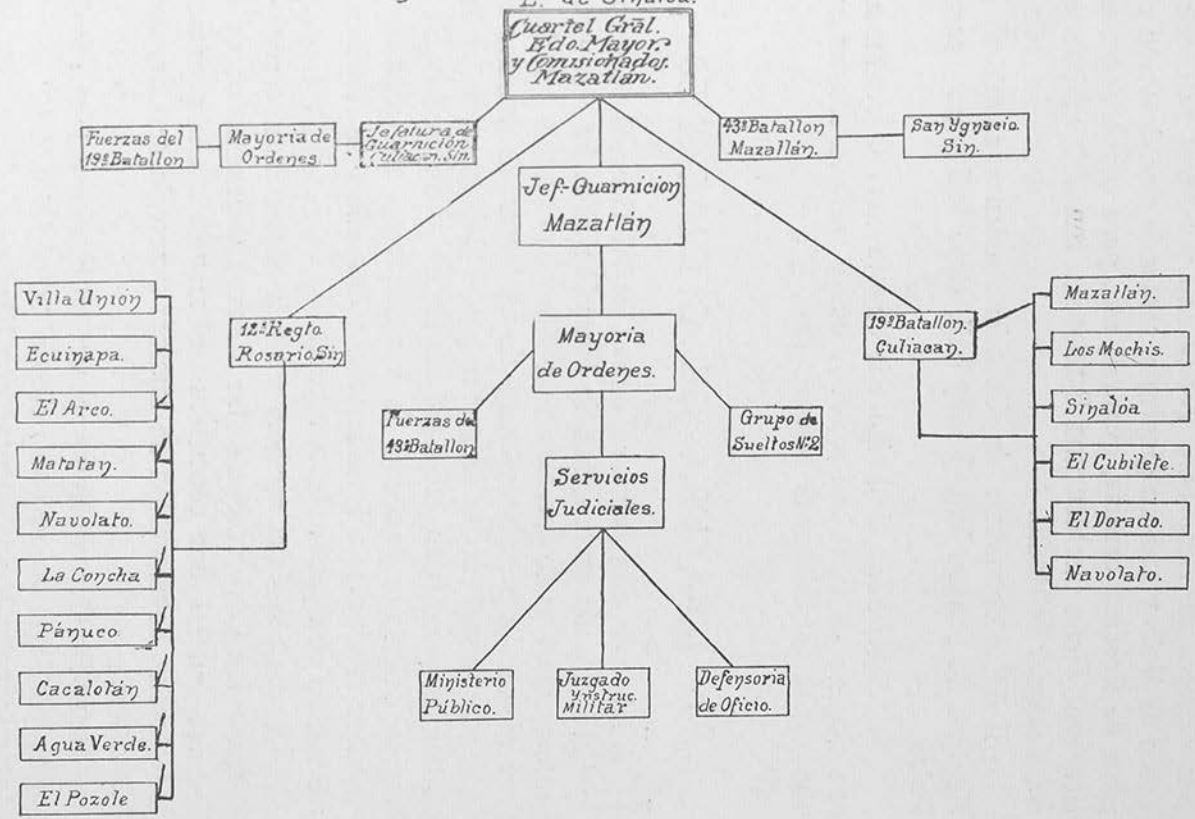 E. de Sinaloa.
Cuartel Grāl.
Edo. Mayor.
y Comisionados.
Mazatlán.
Fuerzas del
19º Batallon
Mayoria de
Ordenes
Jefatura de
Guarnición
Culiacan. Sin.
43º Batallon
Mazatlán.
San Ygnacio.
Sin.
Jef.-Guarnicion
Mazatlán
Villa Unión
Ecuinapa.
El Arco.
Matatan.
Navolato.
La Concha
Pánuco
Cacalotán
Agua Verde.
El Pozole
12º Regto
Rosario, Sin
Mayoria
de Ordenes.
19º Batallon.
Culiacan.
Mazatlán.
Los Mochis.
Sinalóa
El Cubilete.
El Dorado.
Navolato.
Fuerzas del
43º Batallon
Grupo de
Sueltos Nº 2
Servicios
Judiciales.
Ministerio
Público.
Juzgado
Ynstruc.
Militar
Defensoria
de Oficio.